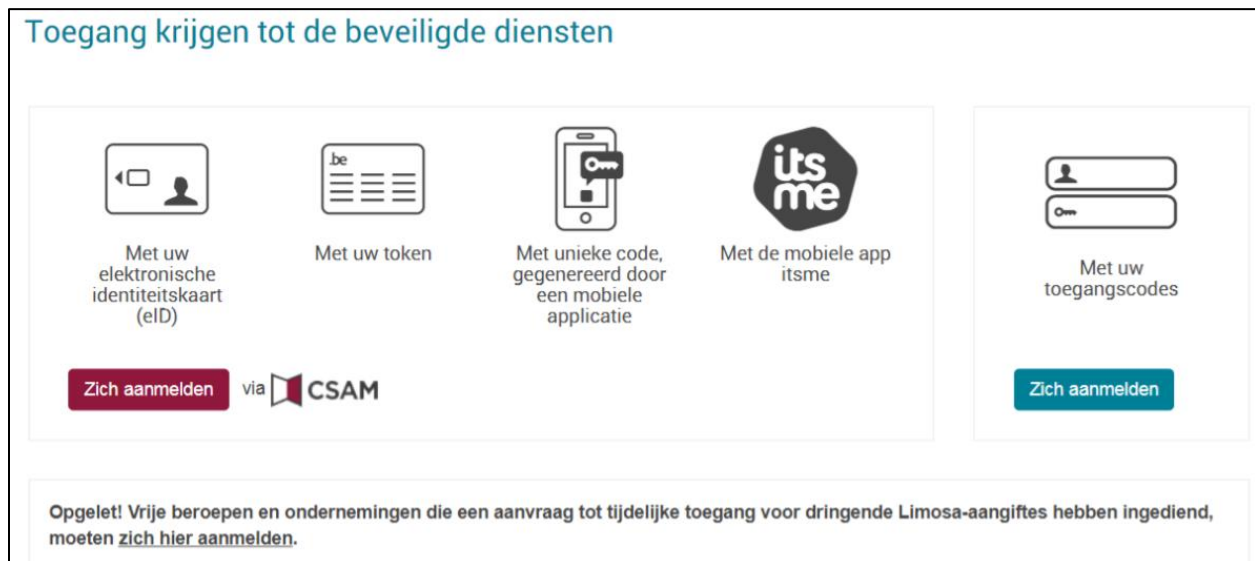 Toegang krijgen tot de beveiligde diensten
.be
its
me
Met uw
elektronische
identiteitskaart
(eID)
Met uw token
Met unieke code,
gegenereerd door
een mobiele
applicatie
Met de mobiele app
itsme
Zich aanmelden via CSAM
Met uw
toegangscodes
Zich aanmelden
Opgelet! Vrije beroepen en ondernemingen die een aanvraag tot tijdelijke toegang voor dringende Limosa-aangiftes hebben ingediend,
moeten zich hier aanmelden.